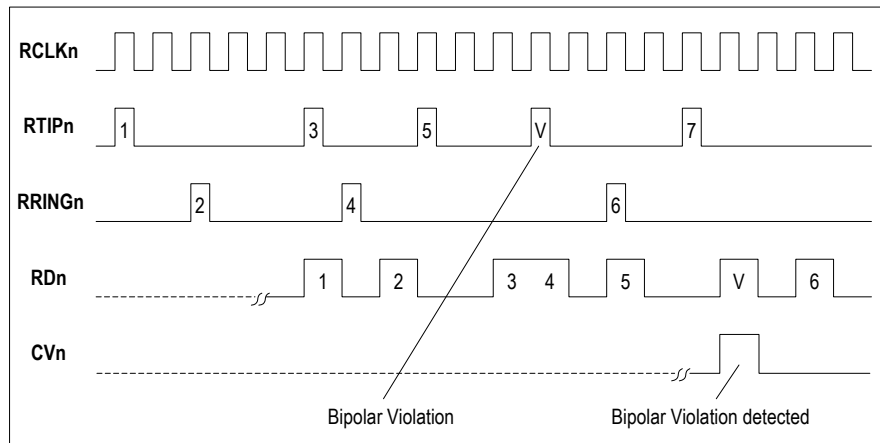 RCLKn
RTIPn
1 3 5 V 7
RRINGn
2 4 6
RDn
1 2 3 4 5 V 6
CVn
Bipolar Violation
Bipolar Violation detected